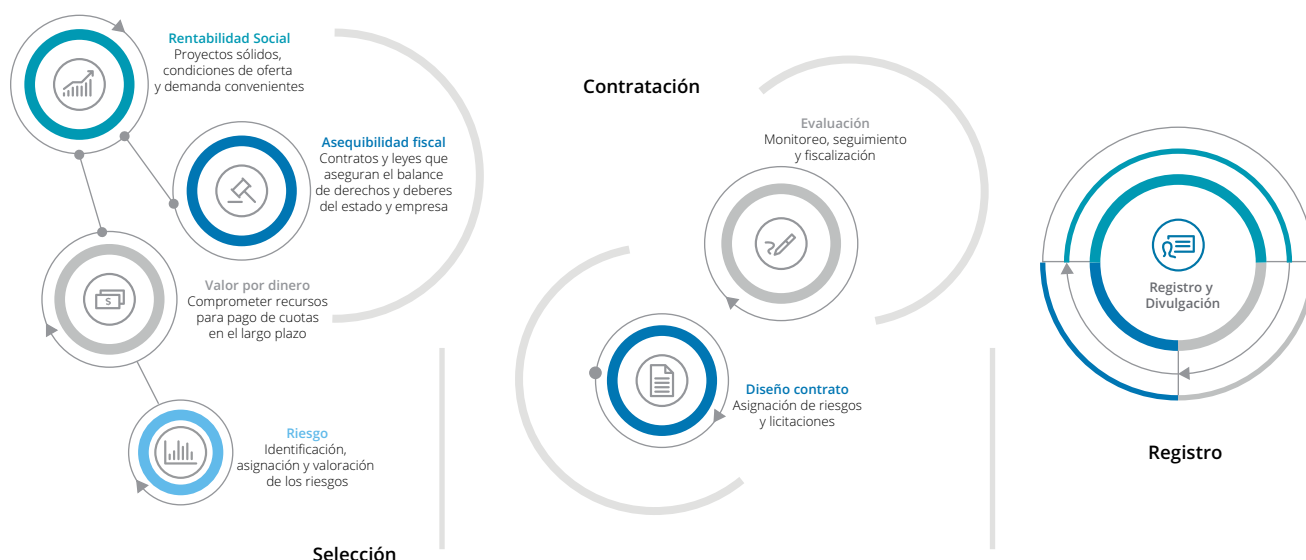 Rentabilidad Social
Proyectos sólidos,
condiciones de oferta
y demanda convenientes
Asequibilidad fiscal
Contratos y leyes que
aseguran el balance
de derechos y deberes
del estado y empresa
Valor por dinero
Comprometer recursos
para pago de cuotas
en el largo plazo
$
Riesgo
Identificación,
asignación y valoración
de los riesgos
Selección
Contratación
Evaluación
Monitoreo, seguimiento
y fiscalización
Diseño contrato
Asignación de riesgos
y licitaciones
Registro y
Divulgación
Registro